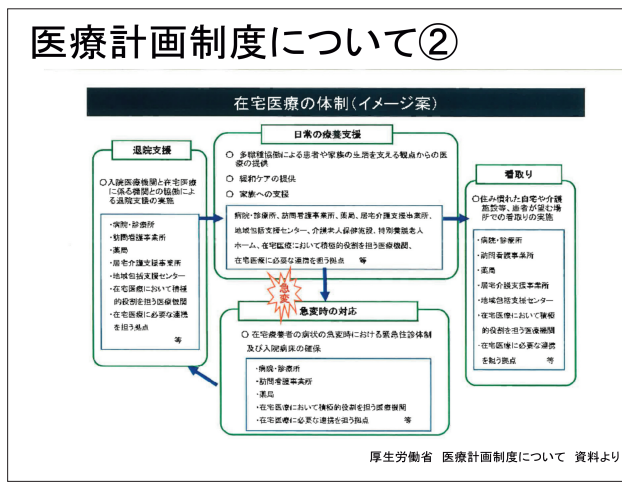 医療計画制度について②
在宅医療の体制(イメージ案)
退院支援
○入院医療機関と在宅医療
に係る機関との協働によ
る退院支援の実施
・病院・診療所
・訪問看護事業所
・薬局
・居宅介護支援事業所
・地域包括支援センター
・在宅医療において積極
的役割を担う医療機関
・在宅医療に必要な連携
を担う拠点
等
日常の療養支援
○ 多職種協働による患者や家族の生活を支える観点からの医
療の提供
○ 緩和ケアの提供
○ 家族への支援
病院・診療所、訪問看護事業所、薬局、居宅介護支援事業所、
地域包括支援センター、介護老人保健施設、特別養護老人
ホーム、在宅医療において積極的役割を担う医療機関、
在宅医療に必要な連携を担う拠点 等
急変
急変時の対応
○ 在宅療養者の病状の急変時における緊急往診体制
及び入院病床の確保
・病院・診療所
・訪問看護事業所
・薬局
・在宅医療において積極的役割を担う医療機関
・在宅医療に必要な連携を担う拠点 等
看取り
○住み慣れた自宅や介護
施設等、患者が望む場
所での看取りの実施
・病院・診療所
・訪問看護事業所
・薬局
・居宅介護支援事業所
・地域包括支援センター
・在宅医療において積極
的役割を担う医療機関
・在宅医療に必要な連携
を担う拠点 等
厚生労働省 医療計画制度について 資料より